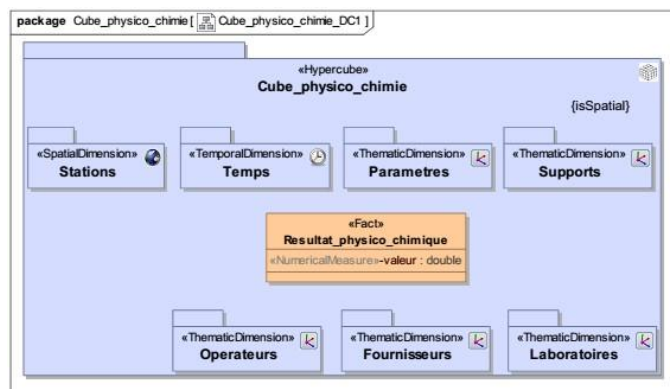 package Cube_physico_chimie[ Cube_physico_chimie_DC1 ]
«Hypercube»
Cube_physico_chimie
{isSpatial}
«SpatialDimension» «TemporalDimension» «ThematicDimension» «ThematicDimension»
Stations Temps Parametres Supports
«Fact»
Resultat_physico_chimique
«NumericalMeasure»-valeur : double
«ThematicDimension» «ThematicDimension» «ThematicDimension»
Operateurs Fournisseurs Laboratoires